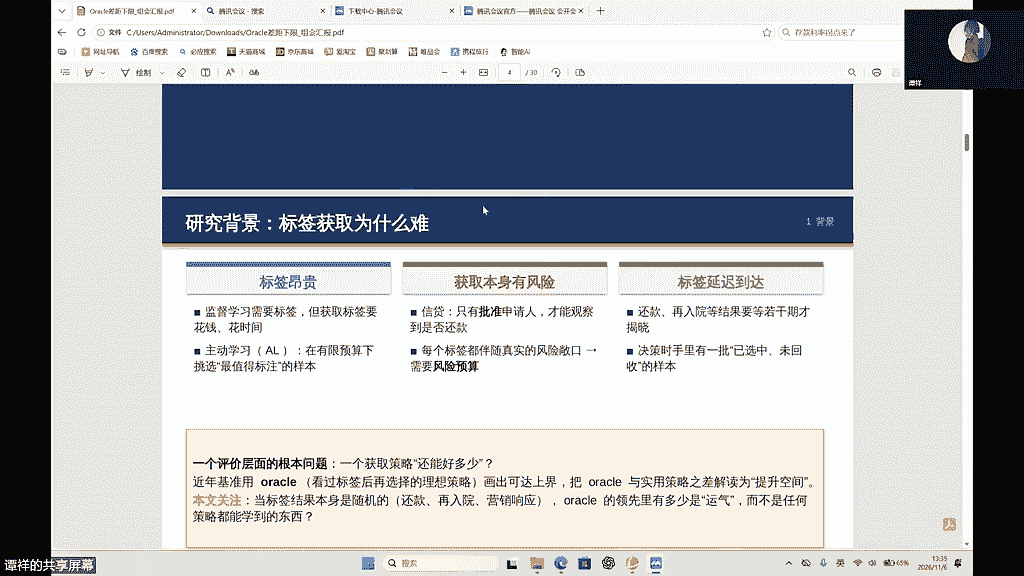 Oracle差距下限_组会汇报.pdf
腾讯会议 - 搜索
下载中心-腾讯会议
腾讯会议官方——腾讯会议 会开会
文件 C:/Users/Administrator/Downloads/Oracle差距下限_组会汇报.pdf
存款利率拐点来了
网址导航 百度搜索 必应搜索 天猫商城 京东商城 爱淘宝 聚划算 唯品会 携程旅行 智能AI
绘制
4 / 30
谭祥
研究背景：标签获取为什么难
1 背景
标签昂贵
■ 监督学习需要标签，但获取标签要
花钱、花时间
■ 主动学习（ AL ）：在有限预算下
挑选“最值得标注”的样本
获取本身有风险
■ 信贷：只有批准申请人，才能观察
到是否还款
■ 每个标签都伴随真实的风险敞口 →
需要风险预算
标签延迟到达
■ 还款、再入院等结果要等若干期才
揭晓
■ 决策时手里有一批“已选中、未回
收”的样本
一个评价层面的根本问题：一个获取策略“还能好多少”？
近年基准用 oracle （看过标签后再选择的理想策略）画出可达上界，把 oracle 与实用策略之差解读为“提升空间”。
本文关注：当标签结果本身是随机的（还款、再入院、营销响应）， oracle 的领先里有多少是“运气”，而不是任何
策略都能学到的东西？
谭祥的共享屏幕
搜索
英
65%
13:35
2026/11/6